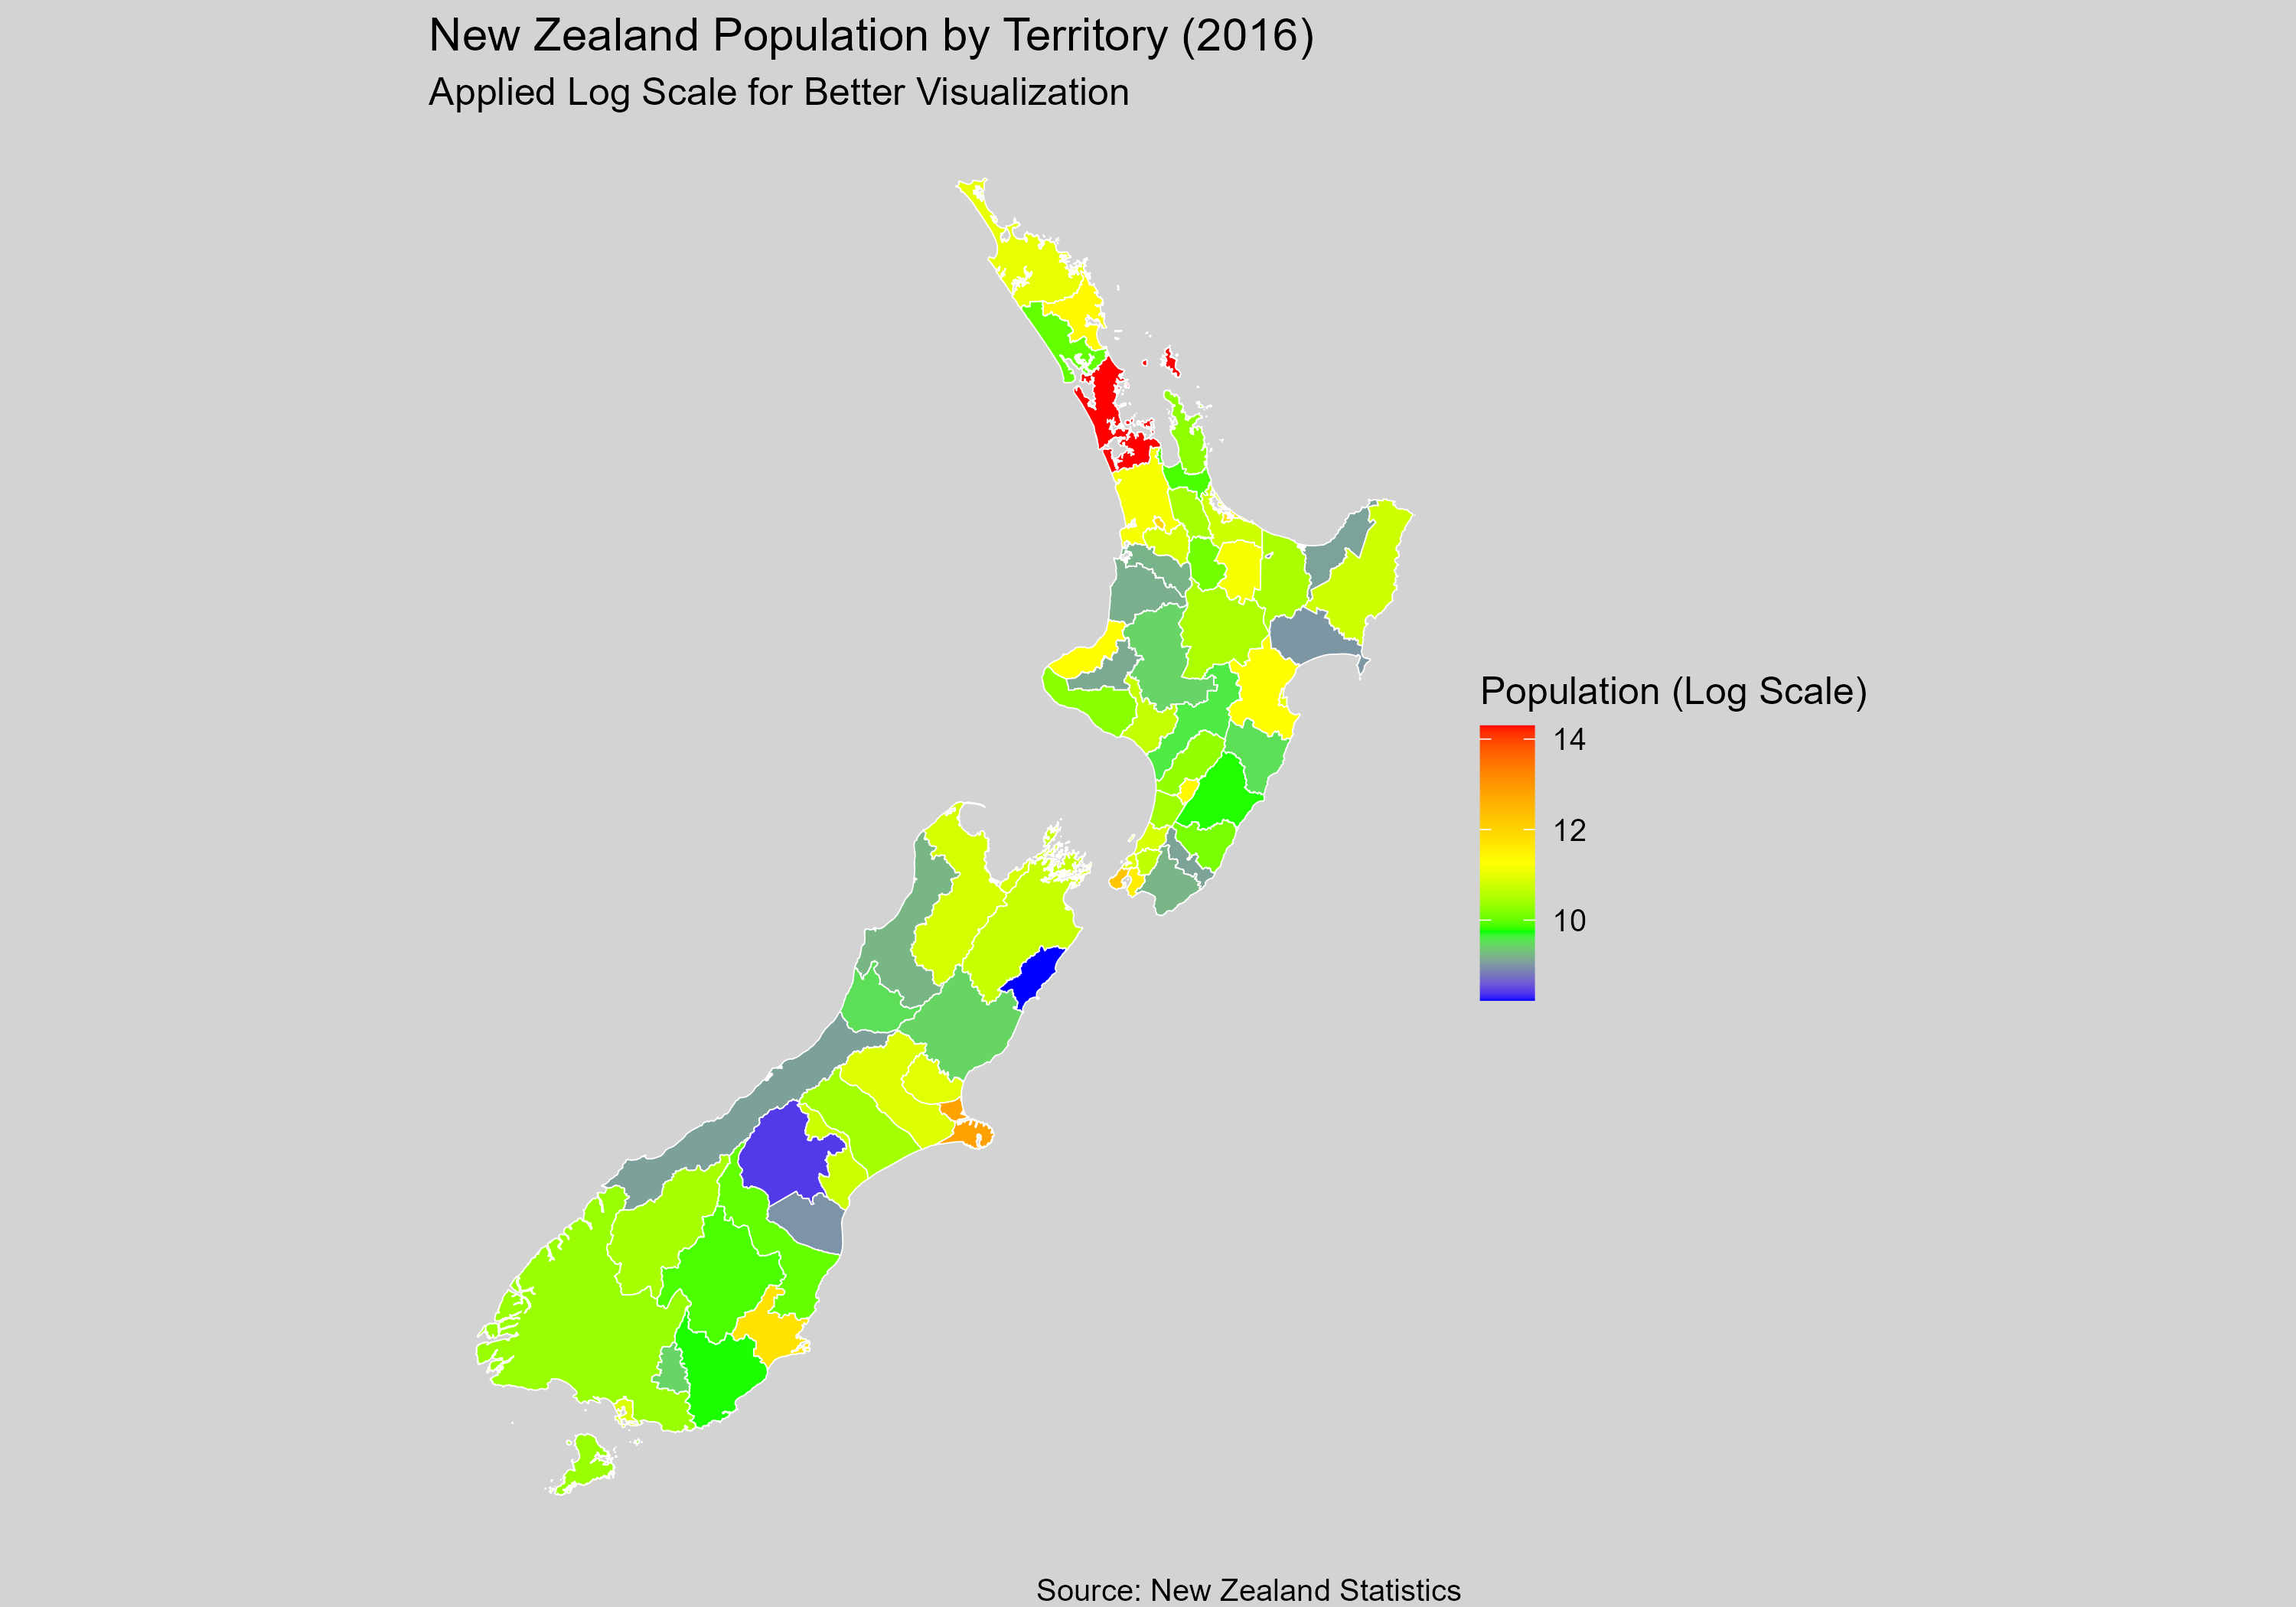 New Zealand Population by Territory (2016)
Applied Log Scale for Better Visualization
Population (Log Scale)
14
12
10
Source: New Zealand Statistics